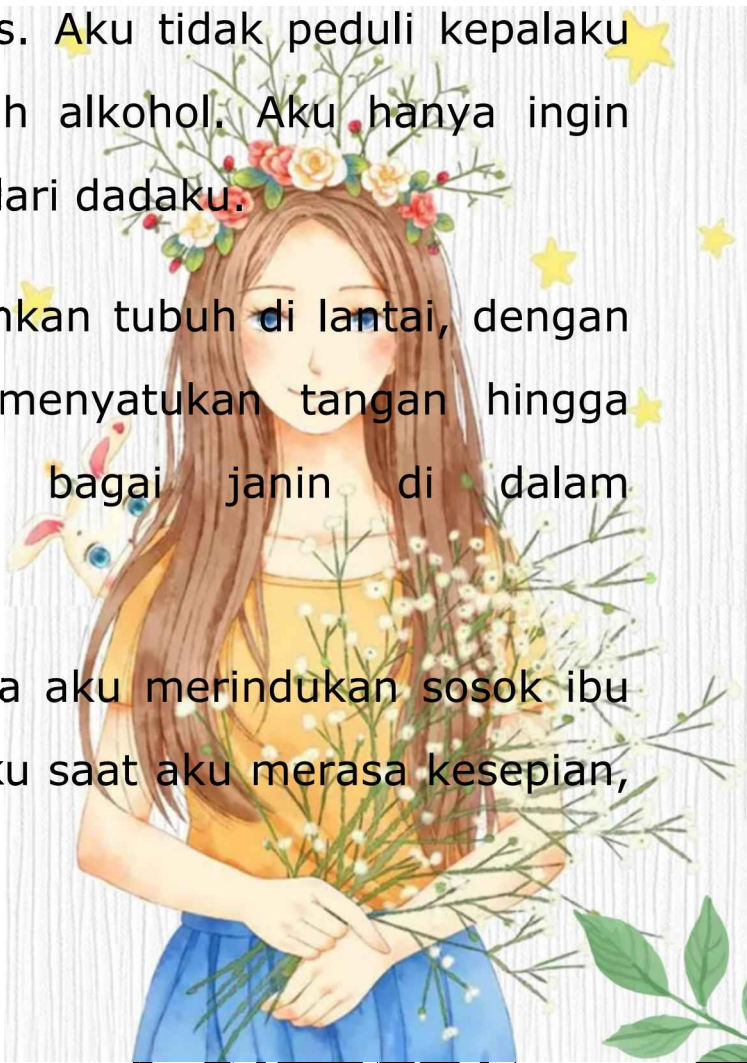 s. Aku tidak peduli kepalaku
h alkohol. Aku hanya ingin
dari dadaku.
nkan tubuh di lantai, dengan
menyatukan tangan hingga
bagai janin di dalam
a aku merindukan sosok ibu
ku saat aku merasa kesepian,